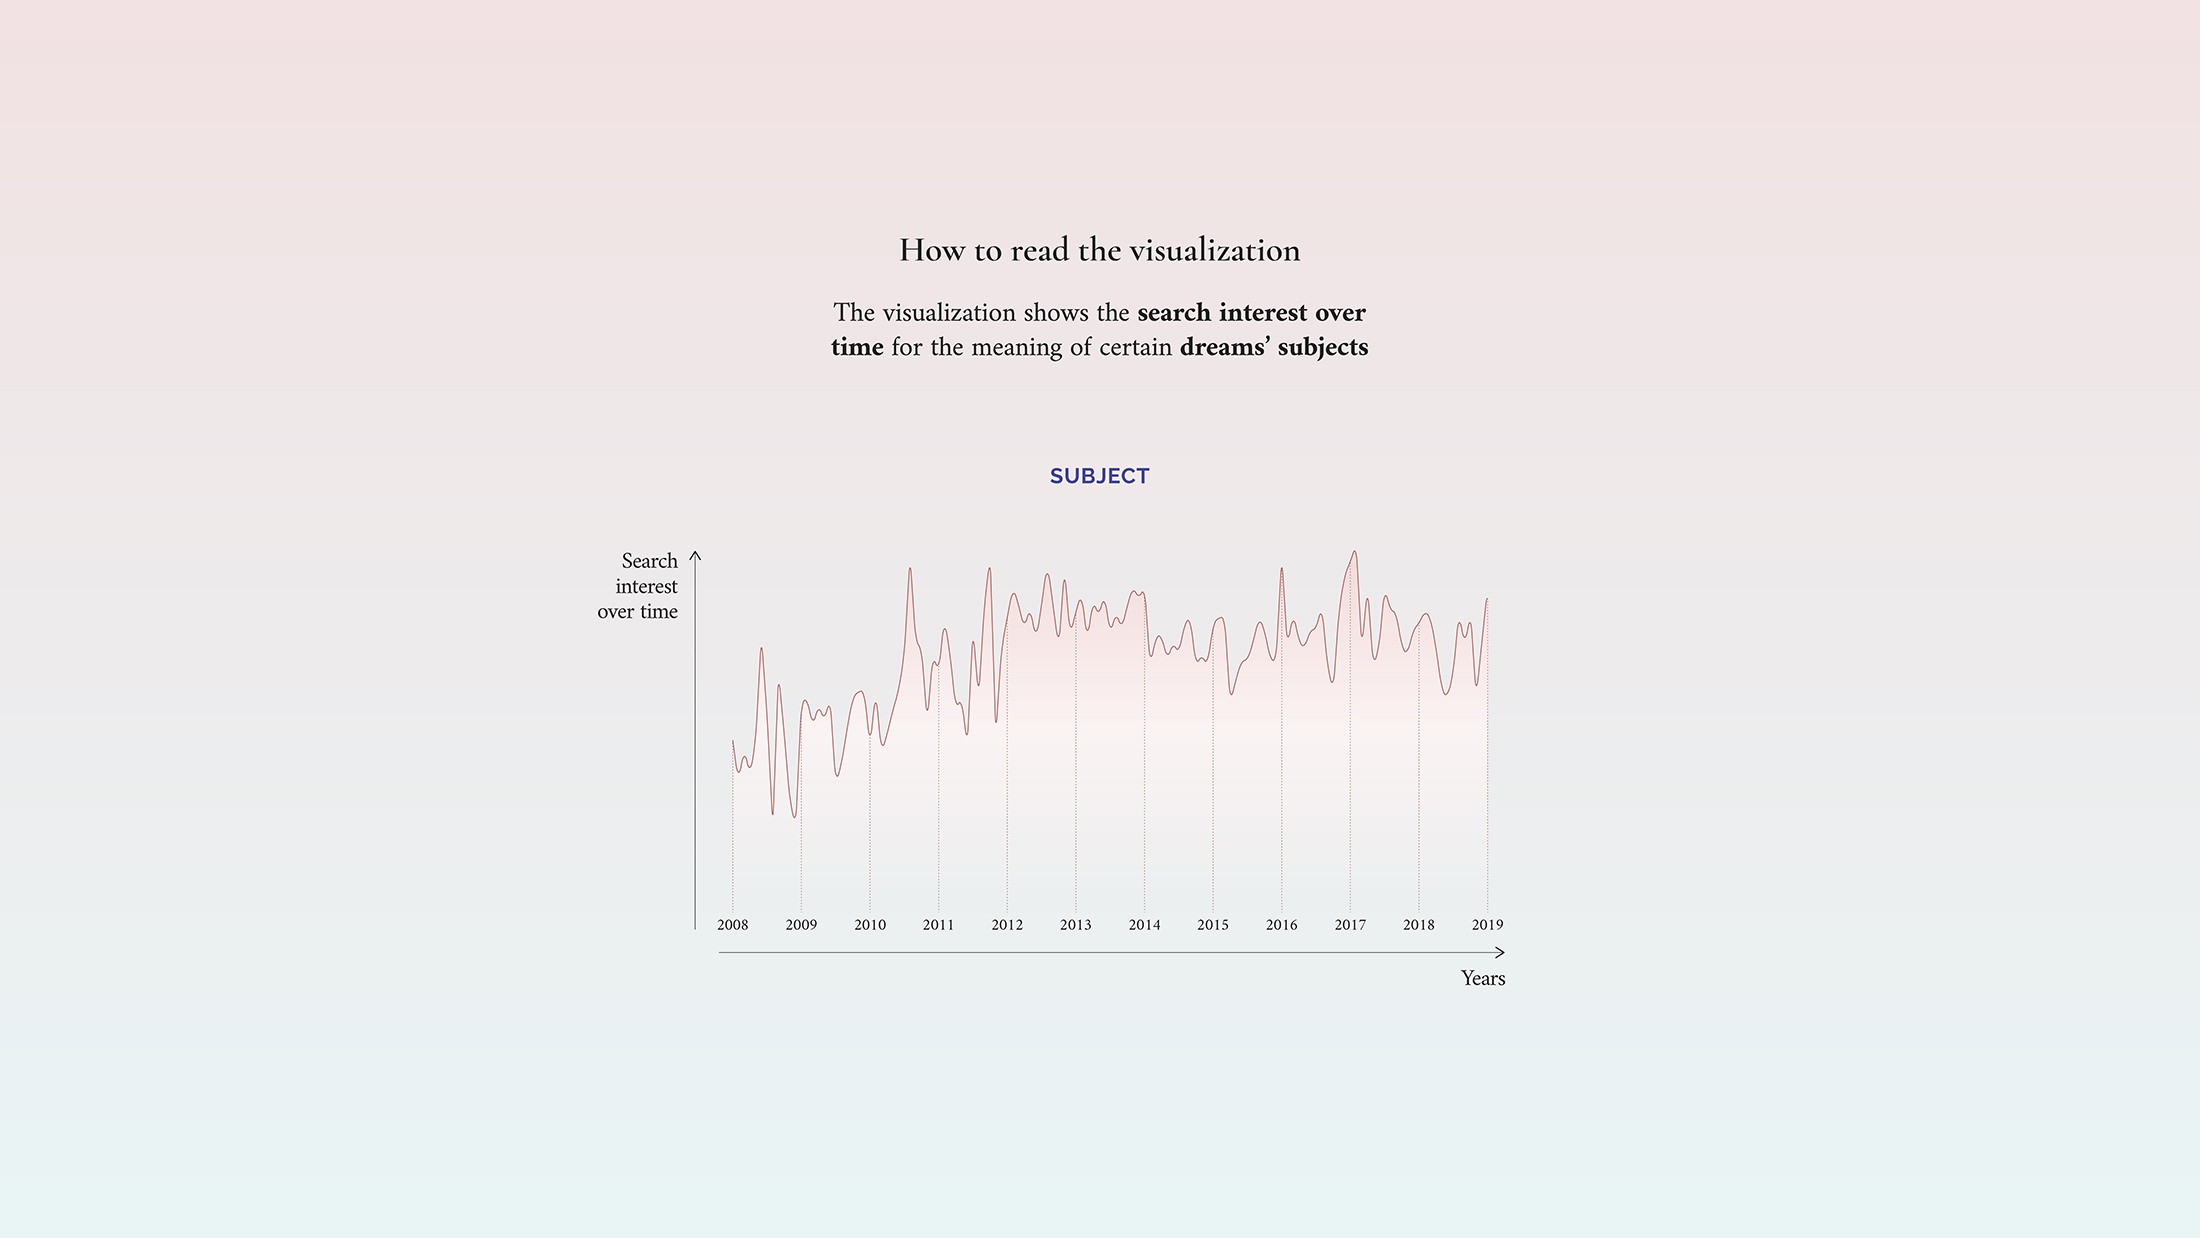 How to read the visualization
The visualization shows the search interest over
time for the meaning of certain dreams’ subjects
SUBJECT
Search
interest
over time
2008 2009 2010 2011 2012 2013 2014 2015 2016 2017 2018 2019
Years